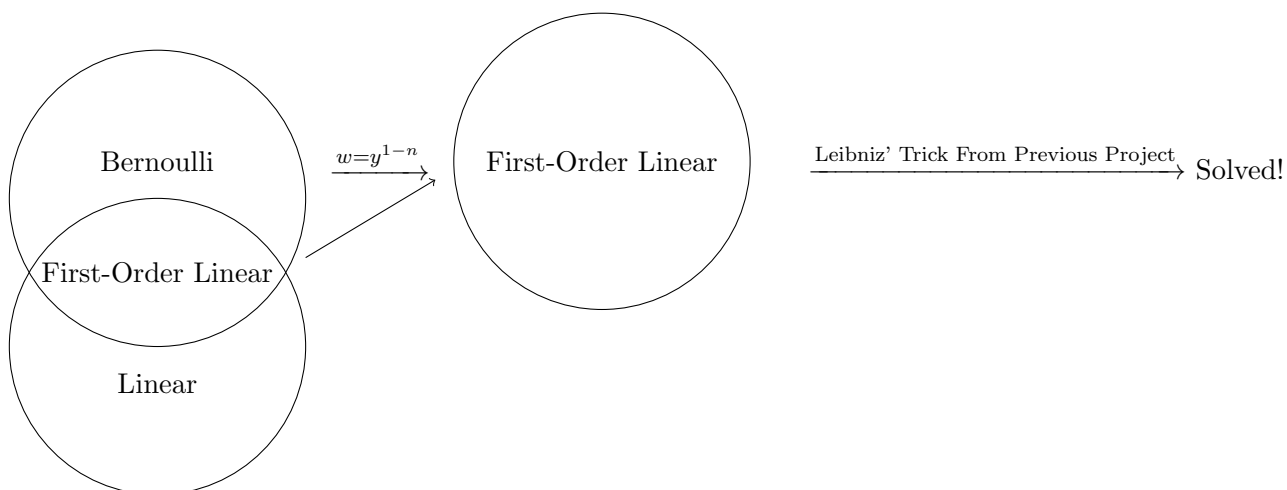 Bernoulli
First-Order Linear
Linear
w=y^{1−n}
First-Order Linear
Leibniz' Trick From Previous Project
Solved!